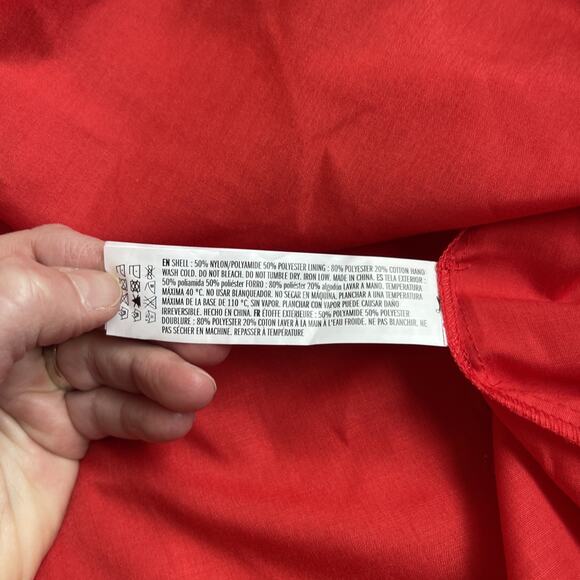 EN SHELL : 50% NYLON/POLYAMIDE 50% POLYESTER LINING : 80% POLYESTER 20% COTTON HAND
WASH COLD. DO NOT BLEACH. DO NOT TUMBLE DRY. IRON LOW. MADE IN CHINA. ES TELA EXTERIOR :
50% poliamida 50% poliéster FORRO : 80% poliéster 20% algodón LAVAR A MANO. TEMPERATURA
MÁXIMA 40 °C. NO USAR BLANQUEADOR. NO SECAR EN MÁQUINA. PLANCHAR A UNA TEMPERATURA
MÁXIMA DE LA BASE DE 110 °C, SIN VAPOR. PLANCHAR CON VAPOR PUEDE CAUSAR DAÑO
IRREVERSIBLE. HECHO EN CHINA. FR ÉTOFFE EXTÉRIEURE : 50% POLYAMIDE 50% POLYESTER
DOUBLURE : 80% POLYESTER 20% COTON LAVER À LA MAIN À L'EAU FROIDE. NE PAS BLANCHIR, NE
PAS SÉCHER EN MACHINE. REPASSER À TEMPÉRATURE